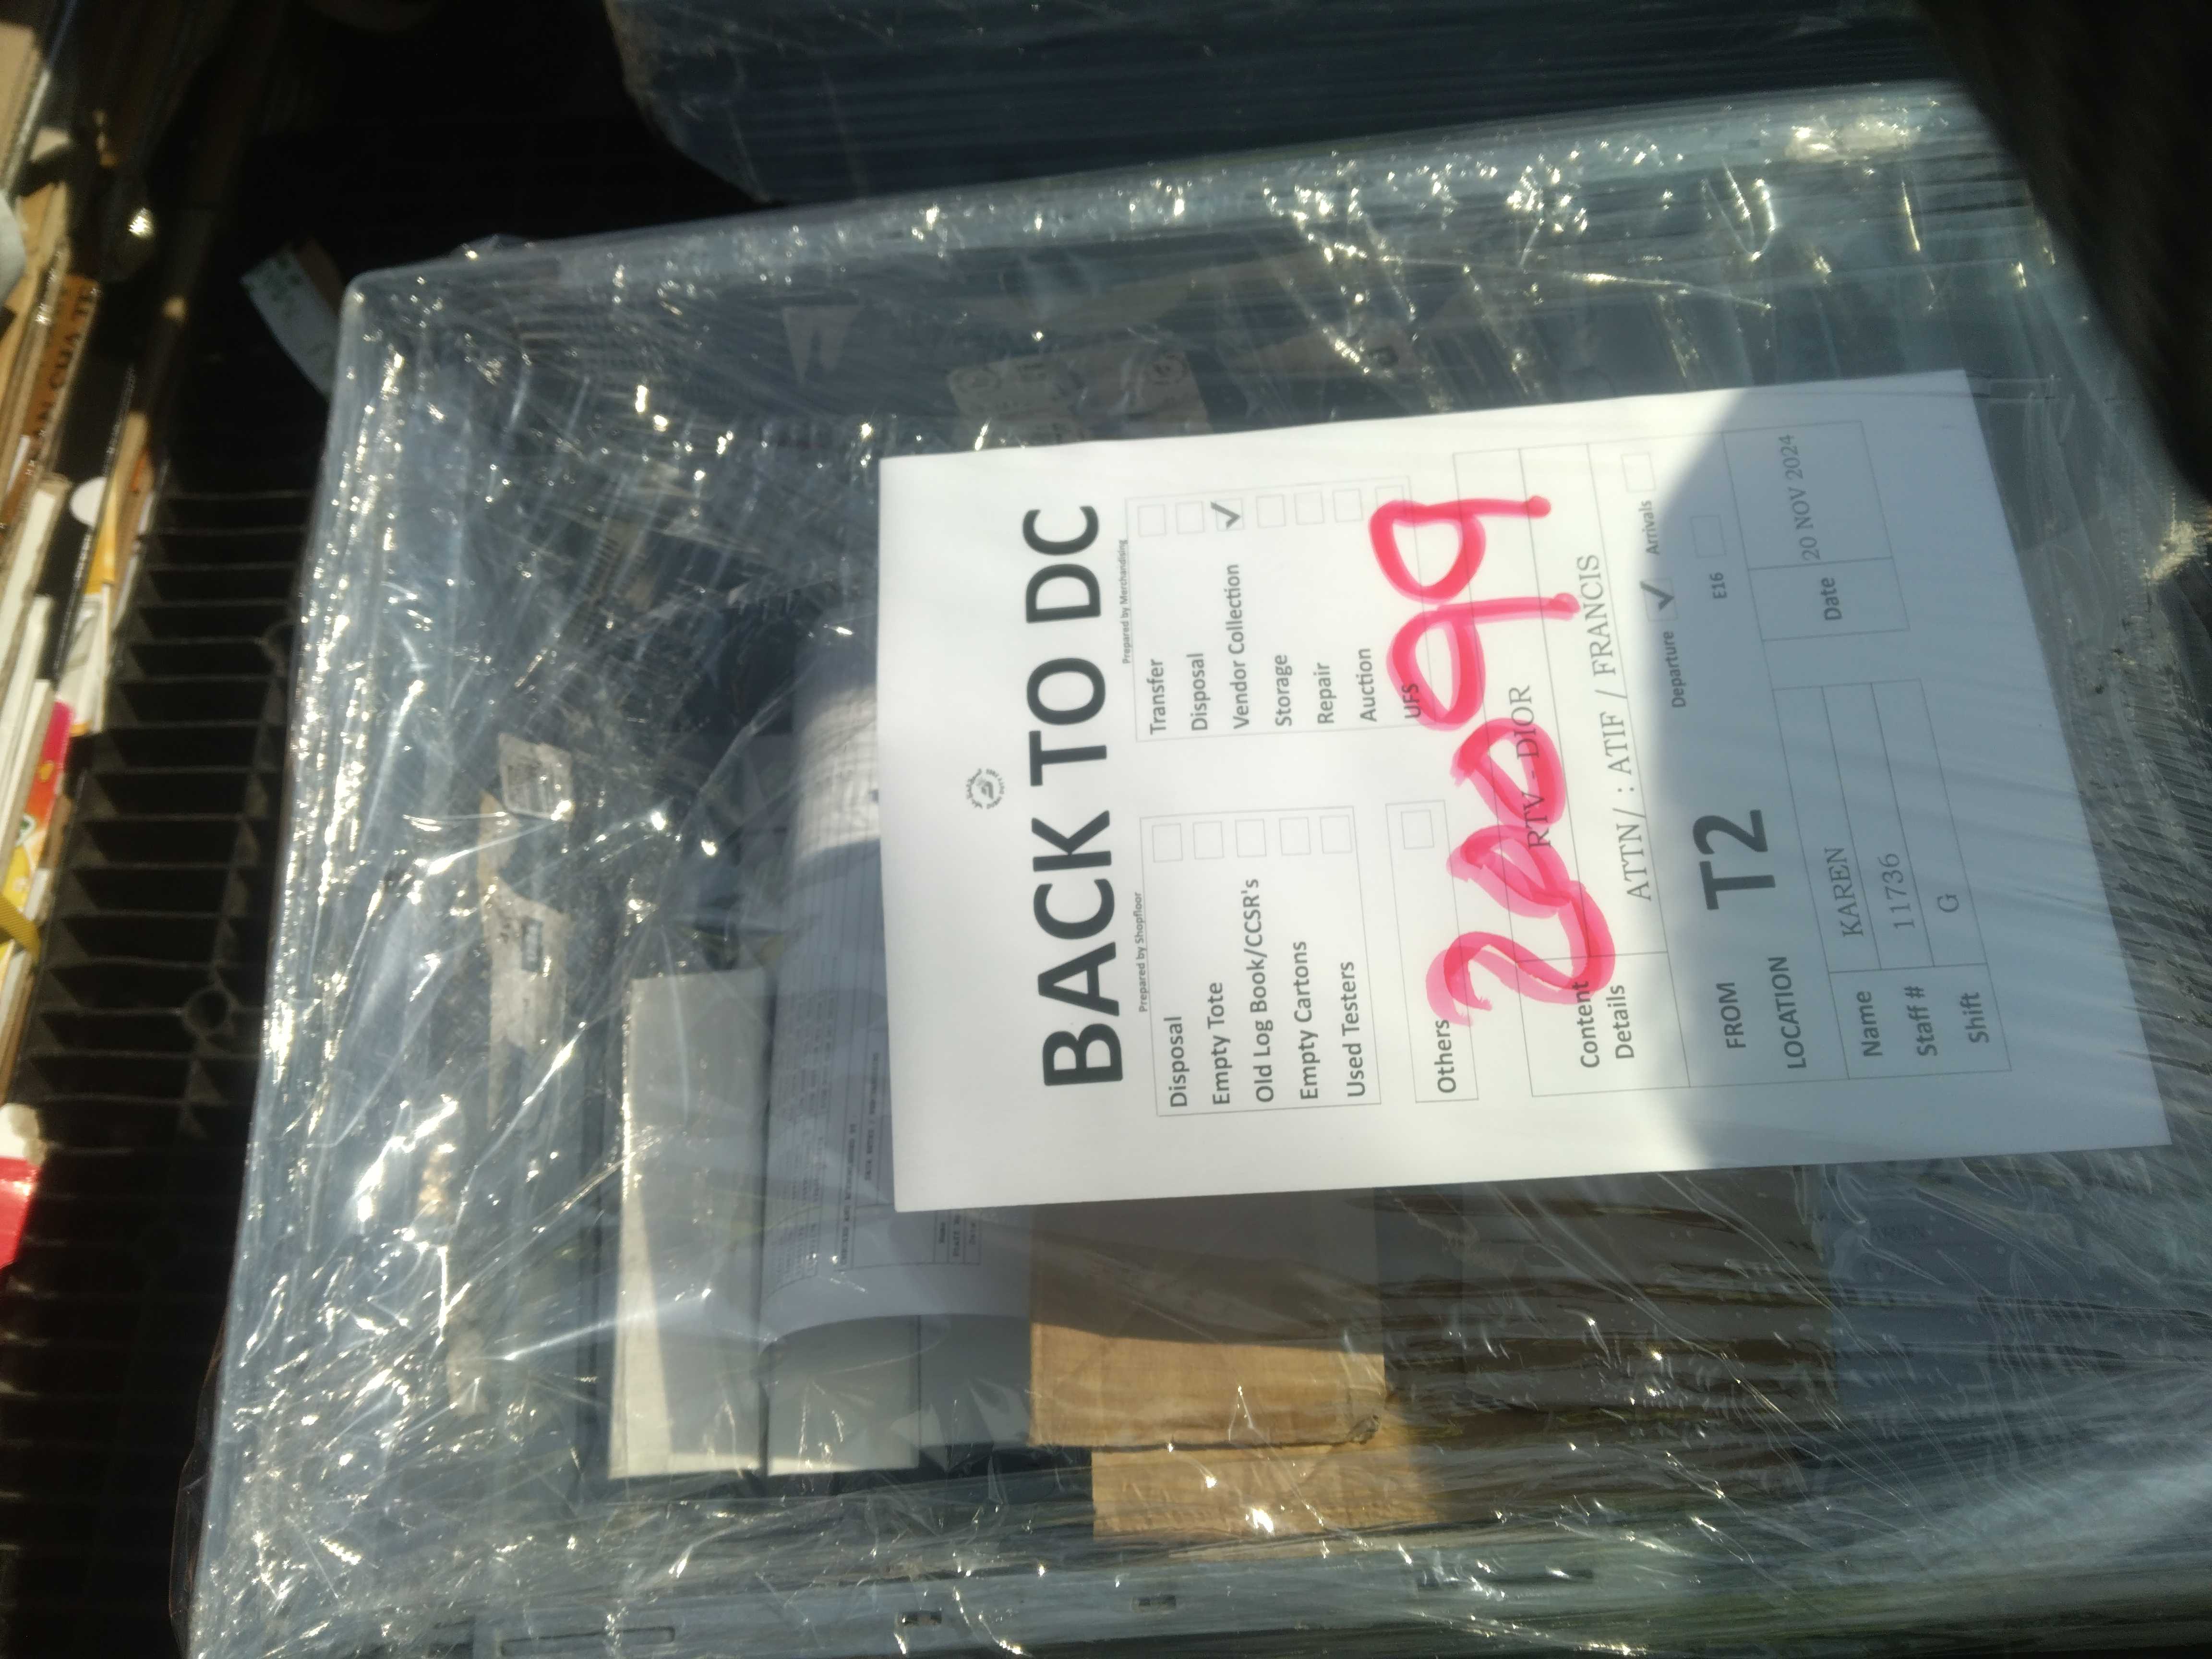 BACK TO DC
Prepared by Shopfloor
Disposal
Empty Tote
Old Log Book/CCSR's
Empty Cartons
Used Testers
Others
Prepared by Merchandising
Transfer
Disposal
Vendor Collection ✓
Storage
Repair
Auction
UFS
20099
Content Details
RTV - DIOR
ATTN/ : ATIF / FRANCIS
FROM LOCATION
T2
Departure ✓ Arrivals
E16
Name KAREN
Staff # 11736
Shift G
Date 20 NOV 2024